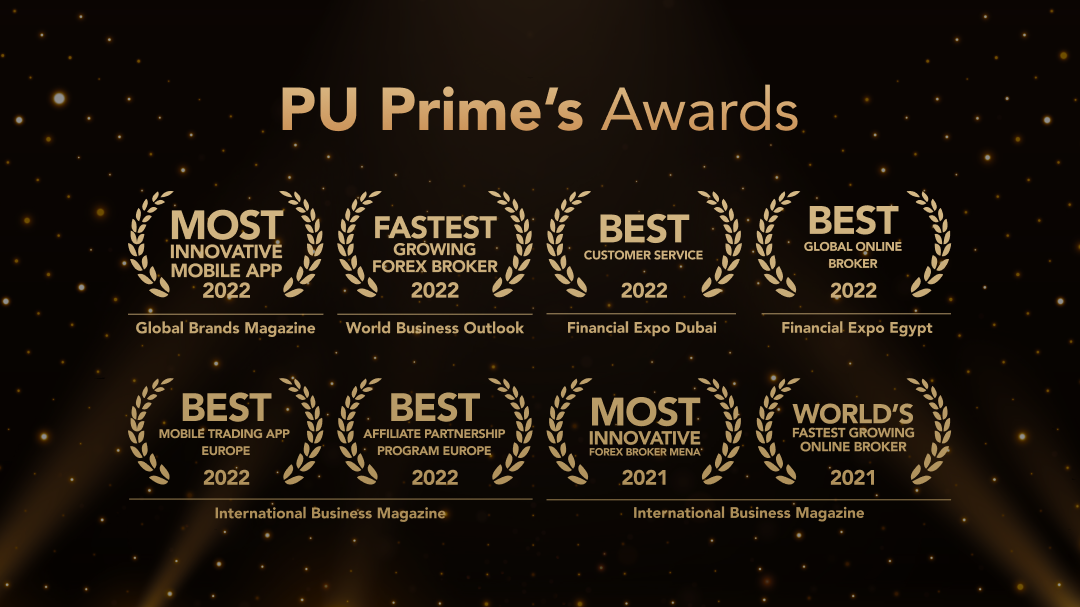 PU Prime's Awards
MOST
INNOVATIVE
MOBILE APP
2022
Global Brands Magazine
FASTEST
GROWING
FOREX BROKER
2022
World Business Outlook
BEST
CUSTOMER SERVICE
2022
Financial Expo Dubai
BEST
GLOBAL ONLINE
BROKER
2022
Financial Expo Egypt
BEST
MOBILE TRADING APP
EUROPE
2022
BEST
AFFILIATE PARTNERSHIP
PROGRAM EUROPE
2022
International Business Magazine
MOST
INNOVATIVE
FOREX BROKER MENA
2021
WORLD'S
FASTEST GROWING
ONLINE BROKER
2021
International Business Magazine